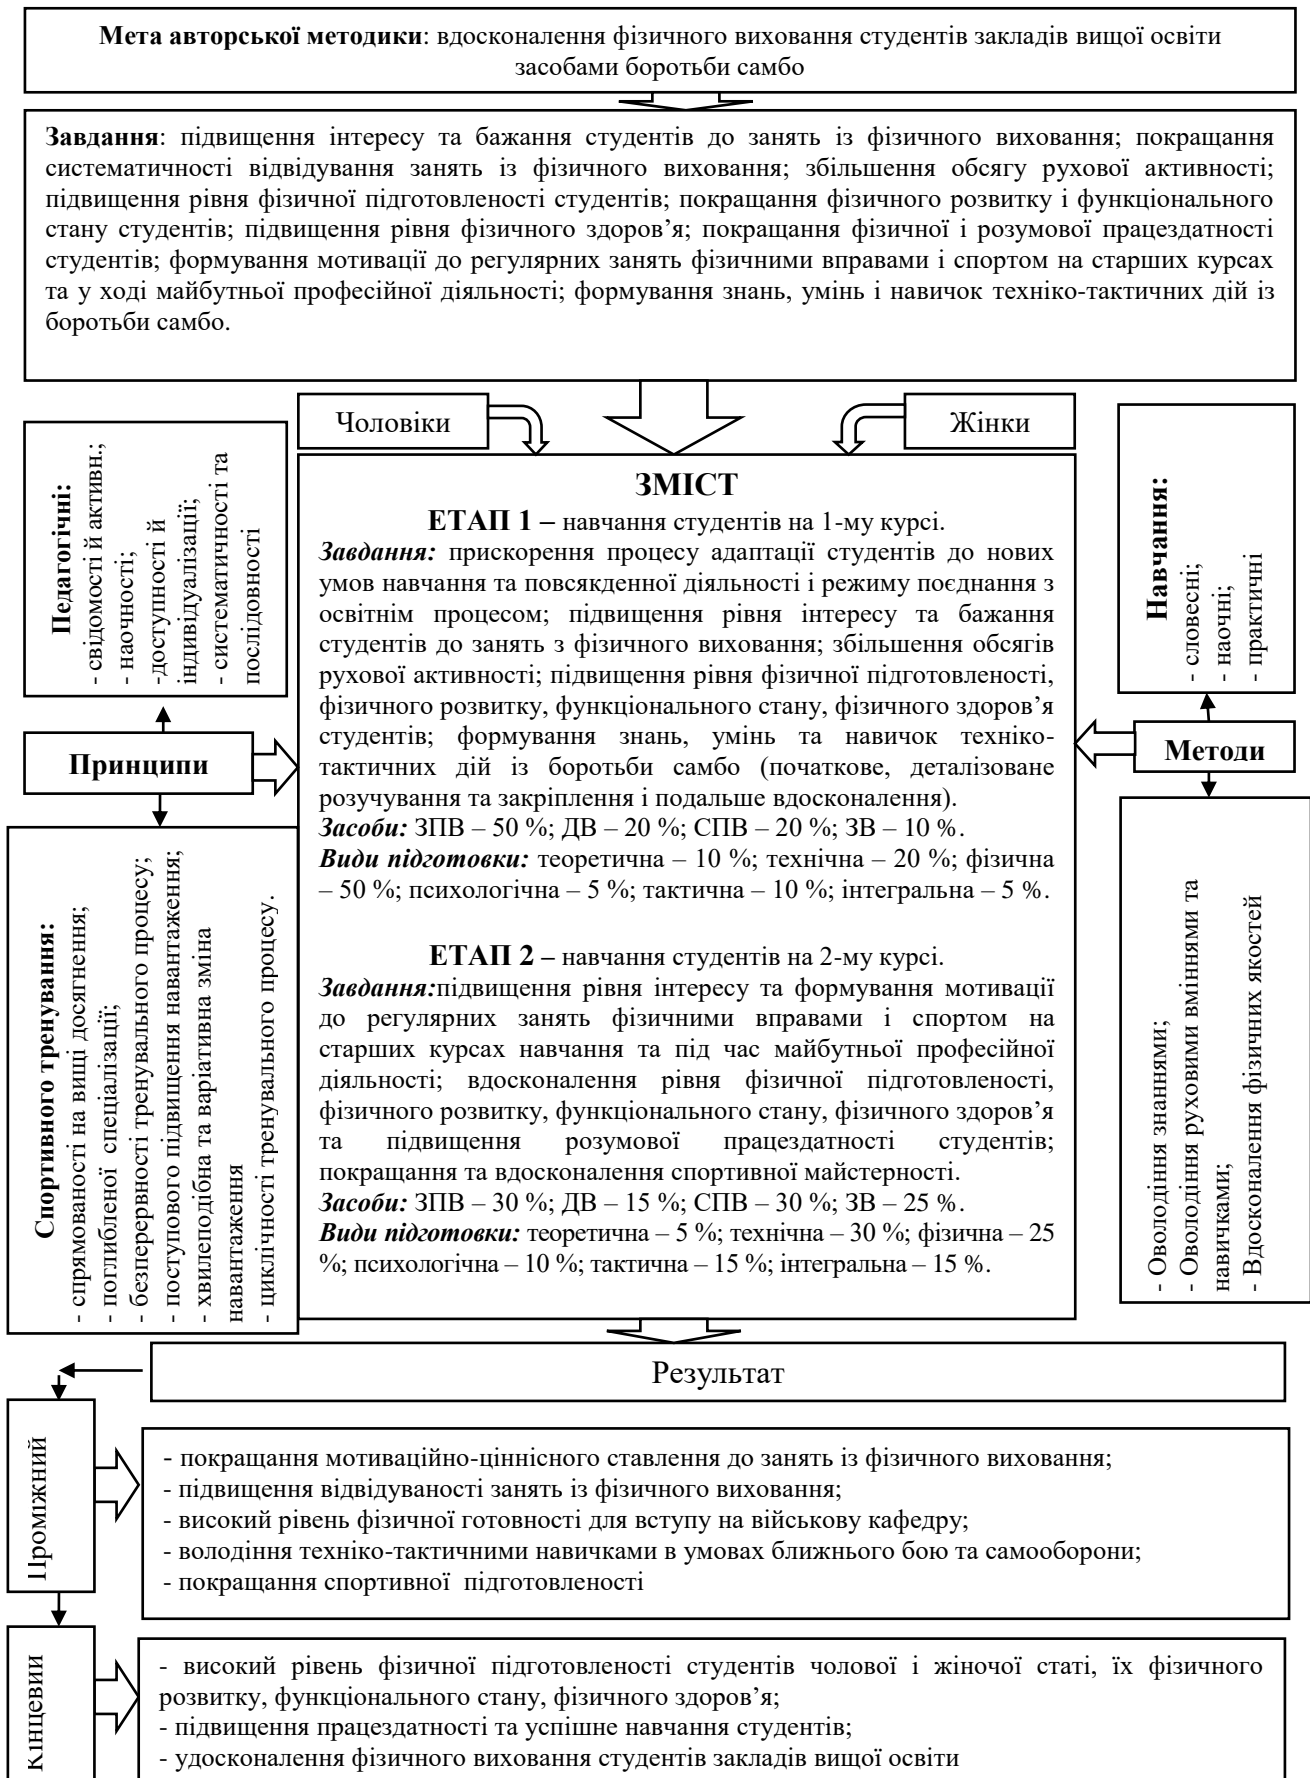 Мета авторської методики: вдосконалення фізичного виховання студентів закладів вищої освіти
засобами боротьби самбо
Завдання: підвищення інтересу та бажання студентів до занять із фізичного виховання; покращання
систематичності відвідування занять із фізичного виховання; збільшення обсягу рухової активності;
підвищення рівня фізичної підготовленості студентів; покращання фізичного розвитку і функціонального
стану студентів; підвищення рівня фізичного здоров’я; покращання фізичної і розумової працездатності
студентів; формування мотивації до регулярних занять фізичними вправами і спортом на старших курсах
та у ході майбутньої професійної діяльності; формування знань, умінь і навичок техніко-тактичних дій із
боротьби самбо.
Чоловіки
Жінки
Педагогічні:
- свідомості й активн.;
- наочності;
-доступності й
індивідуалізації;
- систематичності та
послідовності
Принципи
Спортивного тренування:
- спрямованості на вищі досягнення;
- поглибленої спеціалізації;
- безперервності тренувального процесу;
- поступового підвищення навантаження;
- хвилеподібна та варіативна зміна
навантаження
- циклічності тренувального процесу.
ЗМІСТ
ЕТАП 1 – навчання студентів на 1-му курсі.
Завдання: прискорення процесу адаптації студентів до нових
умов навчання та повсякденної діяльності і режиму поєднання з
освітнім процесом; підвищення рівня інтересу та бажання
студентів до занять з фізичного виховання; збільшення обсягів
рухової активності; підвищення рівня фізичної підготовленості,
фізичного розвитку, функціонального стану, фізичного здоров’я
студентів; формування знань, умінь та навичок техніко-
тактичних дій із боротьби самбо (початкове, деталізоване
розучування та закріплення і подальше вдосконалення).
Засоби: ЗПВ – 50 %; ДВ – 20 %; СПВ – 20 %; ЗВ – 10 %.
Види підготовки: теоретична – 10 %; технічна – 20 %; фізична
– 50 %; психологічна – 5 %; тактична – 10 %; інтегральна – 5 %.
ЕТАП 2 – навчання студентів на 2-му курсі.
Завдання:підвищення рівня інтересу та формування мотивації
до регулярних занять фізичними вправами і спортом на
старших курсах навчання та під час майбутньої професійної
діяльності; вдосконалення рівня фізичної підготовленості,
фізичного розвитку, функціонального стану, фізичного здоров’я
та підвищення розумової працездатності студентів;
покращання та вдосконалення спортивної майстерності.
Засоби: ЗПВ – 30 %; ДВ – 15 %; СПВ – 30 %; ЗВ – 25 %.
Види підготовки: теоретична – 5 %; технічна – 30 %; фізична – 25
%; психологічна – 10 %; тактична – 15 %; інтегральна – 15 %.
Навчання:
- словесні;
- наочні;
- практичні
Методи
- Оволодіння знаннями;
- Оволодіння руховими вміннями та
навичками;
- Вдосконалення фізичних якостей
Результат
Проміжний
- покращання мотиваційно-ціннісного ставлення до занять із фізичного виховання;
- підвищення відвідуваності занять із фізичного виховання;
- високий рівень фізичної готовності для вступу на військову кафедру;
- володіння техніко-тактичними навичками в умовах ближнього бою та самооборони;
- покращання спортивної підготовленості
Кінцевий
- високий рівень фізичної підготовленості студентів чолової і жіночої статі, їх фізичного
розвитку, функціонального стану, фізичного здоров’я;
- підвищення працездатності та успішне навчання студентів;
- удосконалення фізичного виховання студентів закладів вищої освіти